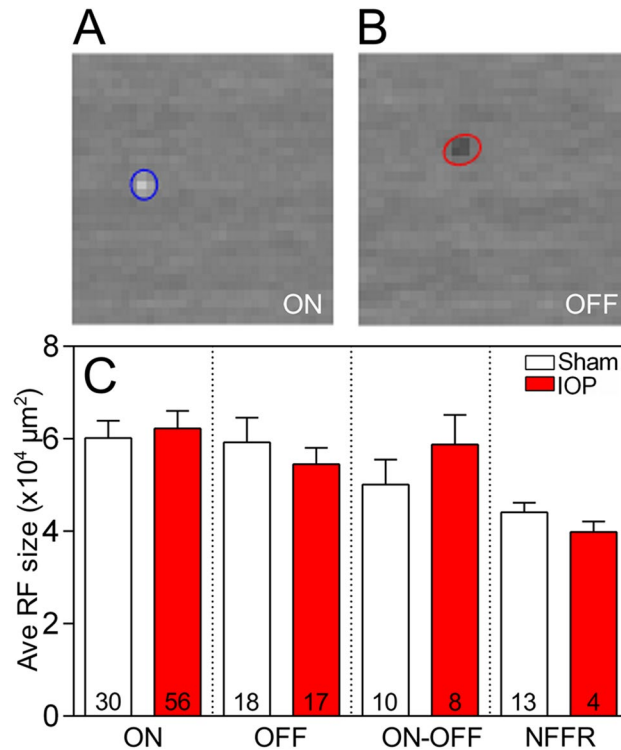 A
B
ON
OFF
C
Sham
IOP
Ave RF size (x10⁴ µm²)
8
6
4
2
0
30
56
18
17
10
8
13
4
ON
OFF
ON-OFF
NFFR